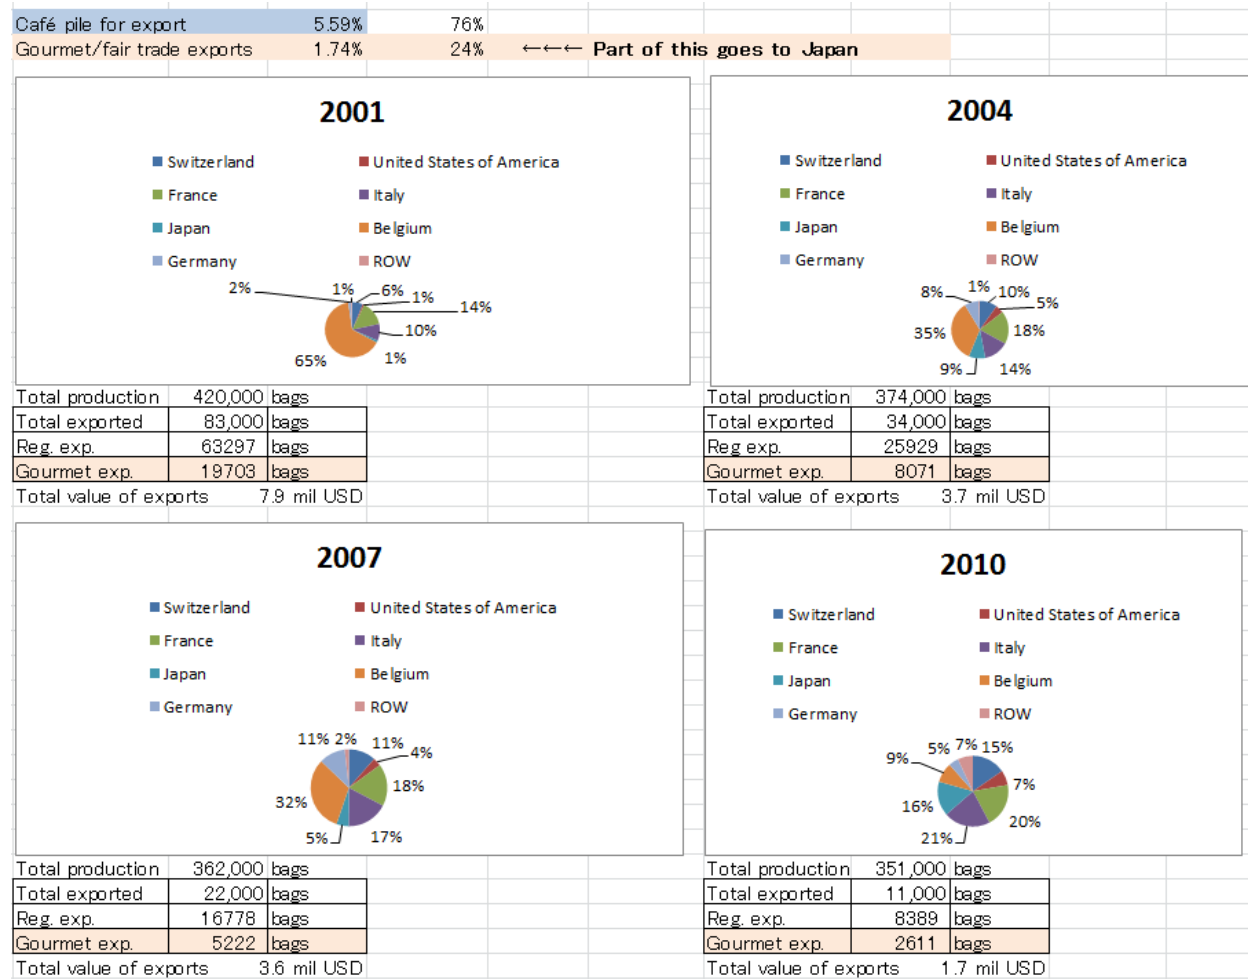 Café pile for export 5.59% 76%
Gourmet/fair trade exports 1.74% 24% ←←← Part of this goes to Japan
2001
Switzerland United States of America
France Italy
Japan Belgium
Germany ROW
2% 1% 6% 1% 14%
10%
65% 1%
Total production 420,000 bags
Total exported 83,000 bags
Reg. exp. 63297 bags
Gourmet exp. 19703 bags
Total value of exports 7.9 mil USD
2004
Switzerland United States of America
France Italy
Japan Belgium
Germany ROW
8% 1% 10% 5%
35% 18%
9% 14%
Total production 374,000 bags
Total exported 34,000 bags
Reg exp. 25929 bags
Gourmet exp. 8071 bags
Total value of exports 3.7 mil USD
2007
Switzerland United States of America
France Italy
Japan Belgium
Germany ROW
11% 2% 11% 4%
18%
32%
5% 17%
Total production 362,000 bags
Total exported 22,000 bags
Reg. exp. 16778 bags
Gourmet exp. 5222 bags
Total value of exports 3.6 mil USD
2010
Switzerland United States of America
France Italy
Japan Belgium
Germany ROW
9% 5% 7% 15%
7%
16% 20%
21%
Total production 351,000 bags
Total exported 11,000 bags
Reg. exp. 8389 bags
Gourmet exp. 2611 bags
Total value of exports 1.7 mil USD